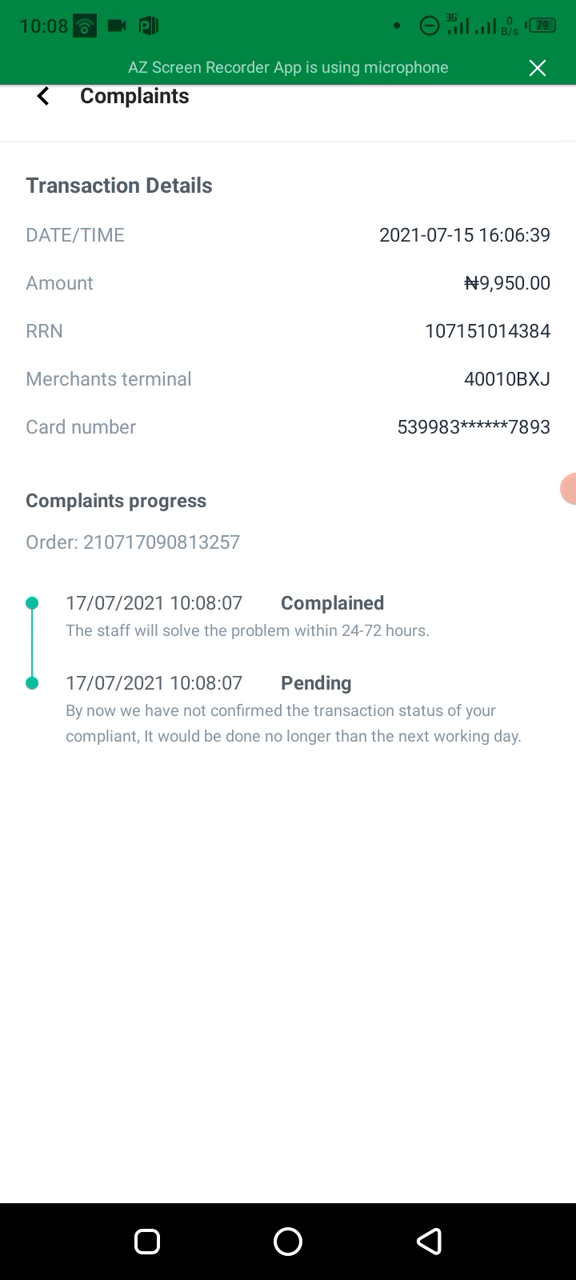 10:08 3G 0 B/s 79
AZ Screen Recorder App is using microphone
Complaints
Transaction Details
DATE/TIME 2021-07-15 16:06:39
Amount ₦9,950.00
RRN 107151014384
Merchants terminal 40010BXJ
Card number 539983******7893
Complaints progress
Order: 210717090813257
17/07/2021 10:08:07 Complained
The staff will solve the problem within 24-72 hours.
17/07/2021 10:08:07 Pending
By now we have not confirmed the transaction status of your
compliant, It would be done no longer than the next working day.